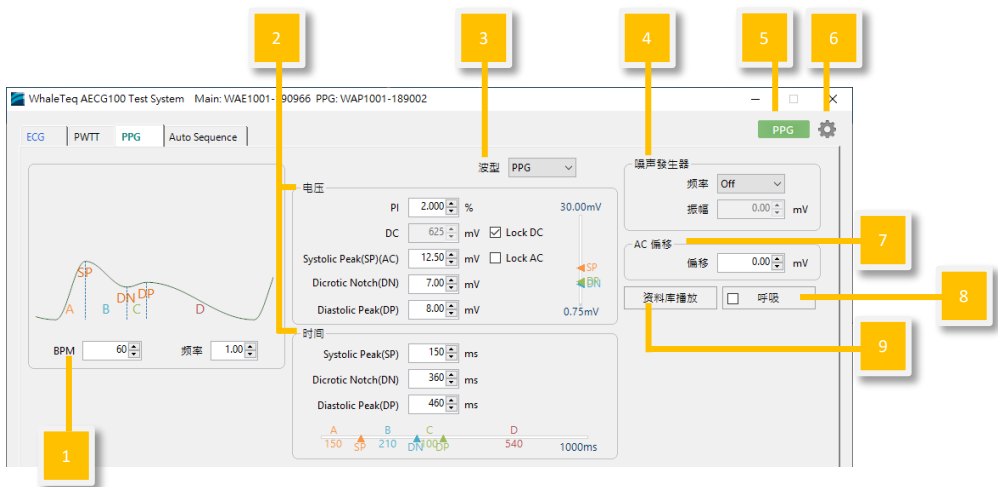 2
3
4
5
6
WhaleTeq AECG100 Test System Main: WAE1001-190966 PPG: WAP1001-189002
ECG PWTT PPG Auto Sequence
PPG
波型 PPG
噪声發生器
频率 Off
振幅 0.00 mV
电压
PI 2.000 % 30.00mV
DC 625 mV Lock DC
Systolic Peak(SP)(AC) 12.50 mV Lock AC
Dicrotic Notch(DN) 7.00 mV
Diastolic Peak(DP) 8.00 mV 0.75mV
SP
DN
AC 偏移
偏移 0.00 mV
7
资料库播放 呼吸
8
9
SP
DN DP
A B C D
BPM 60 频率 1.00
时间
Systolic Peak(SP) 150 ms
Dicrotic Notch(DN) 360 ms
Diastolic Peak(DP) 460 ms
A B C D
150 210 100 540
SP DN DP 1000ms
1